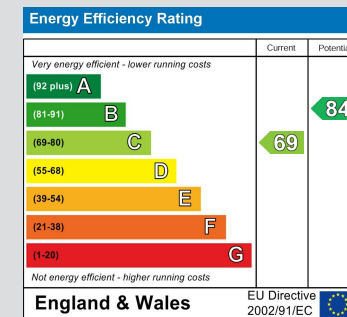 Energy Efficiency Rating
Current Potentia
Very energy efficient - lower running costs
(92 plus) A
(81-91) B
84
(69-80) C
69
(55-68) D
(39-54) E
(21-38) F
(1-20) G
Not energy efficient - higher running costs
England & Wales
EU Directive
2002/91/EC